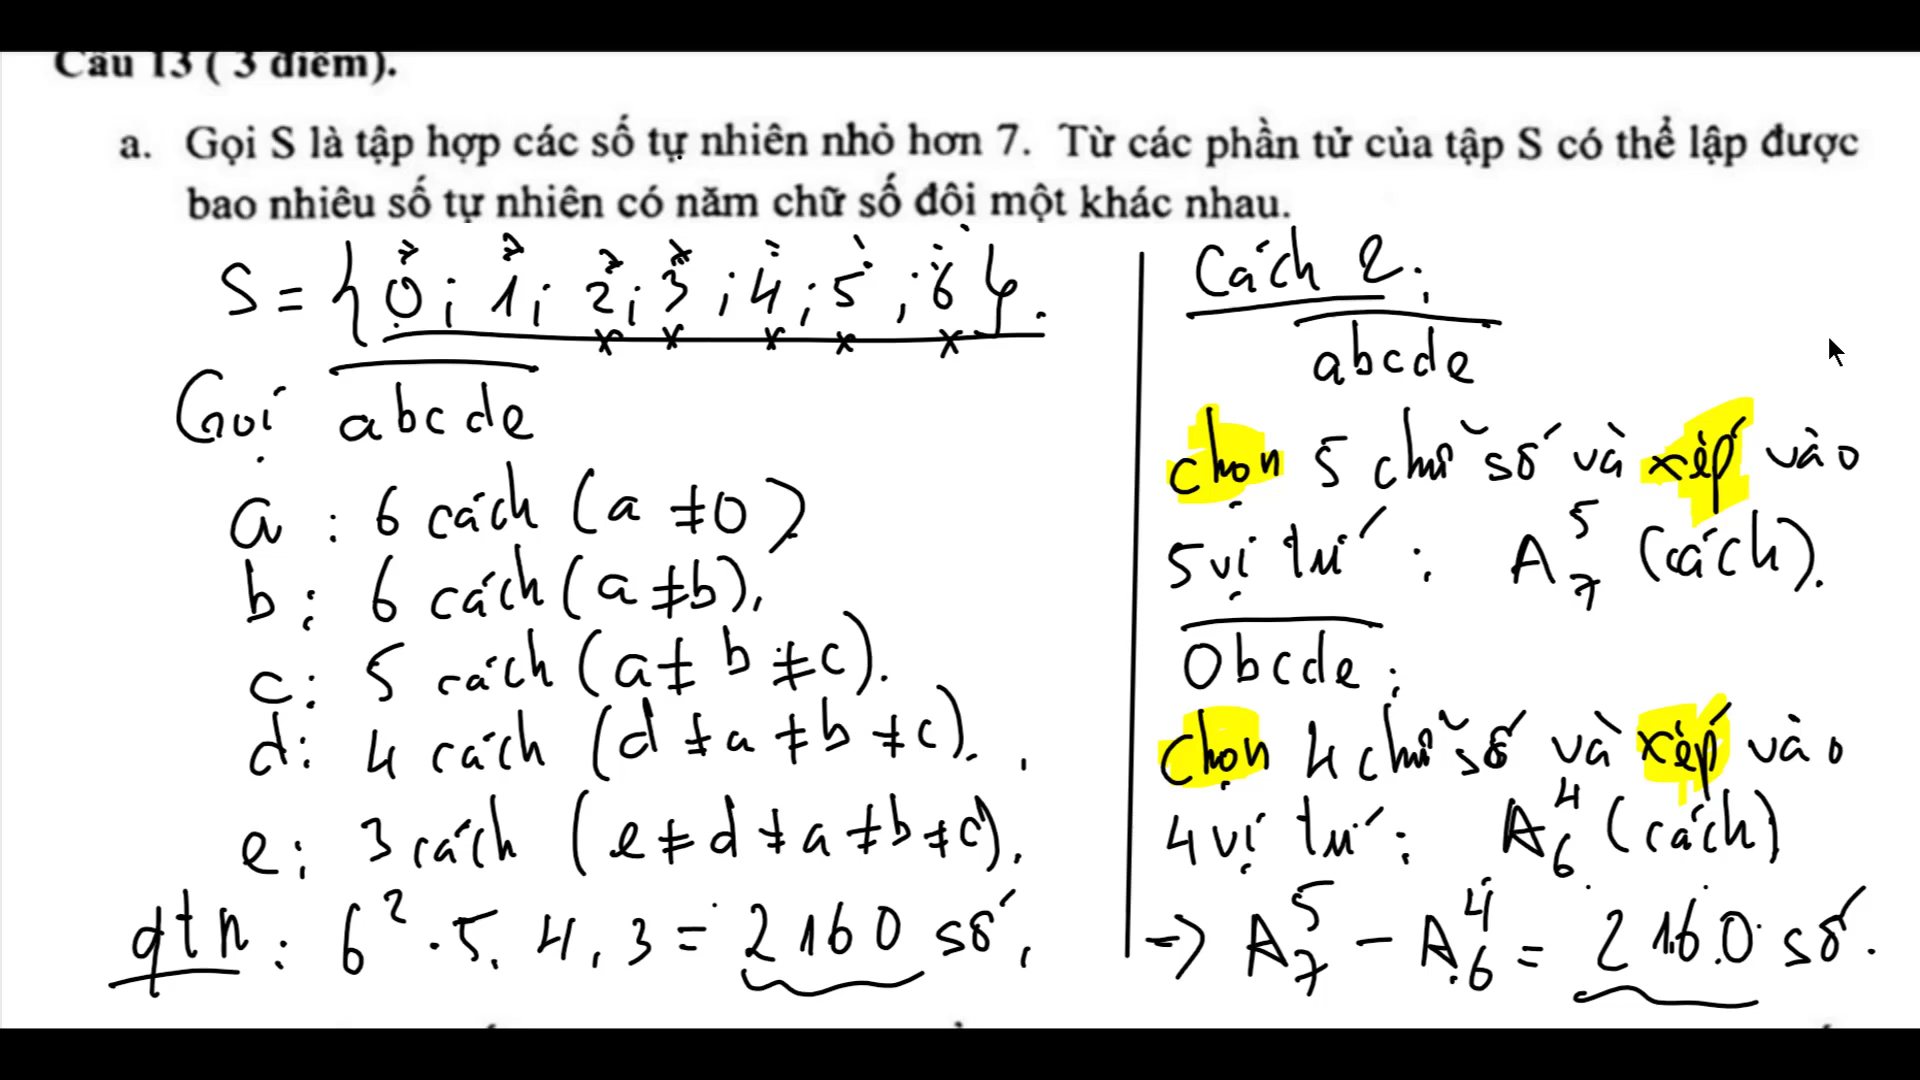 Câu 13 ( 3 điểm).
a. Gọi S là tập hợp các số tự nhiên nhỏ hơn 7. Từ các phần tử của tập S có thể lập được
bao nhiêu số tự nhiên có năm chữ số đôi một khác nhau.
S = { 0 ; 1 ; 2 ; 3 ; 4 ; 5 ; 6 }.
Gọi abcde
a : 6 cách (a ≠ 0)
b : 6 cách (a ≠ b).
c : 5 cách (a ≠ b ≠ c).
d : 4 cách (d ≠ a ≠ b ≠ c).
e : 3 cách (e ≠ d ≠ a ≠ b ≠ c).
qtn : 6² . 5 . 4 . 3 = 2160 số.
Cách 2 :
abcde
chọn 5 chữ số và xếp vào
5 vị trí : A₇⁵ (cách).
0bcde :
chọn 4 chữ số và xếp vào
4 vị trí : A₆⁴ (cách)
→ A₇⁵ − A₆⁴ = 2160 số.